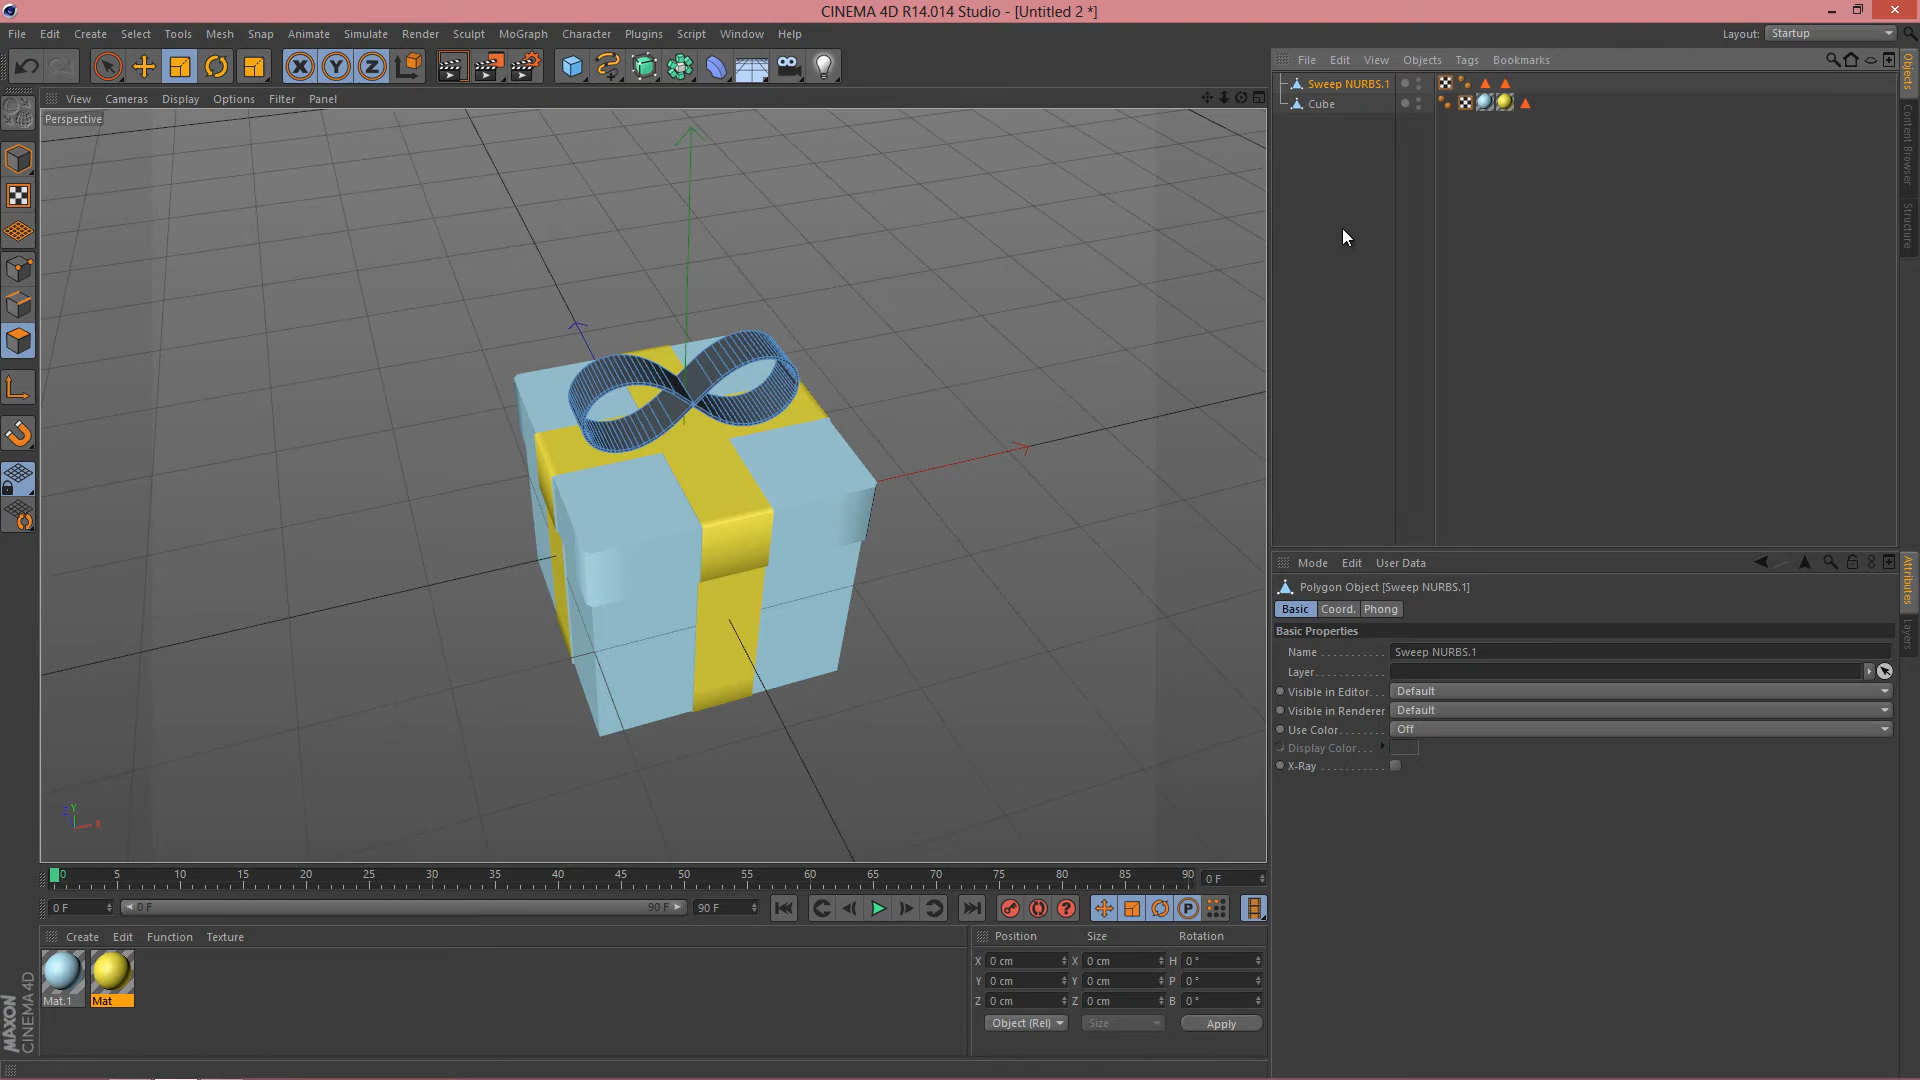 CINEMA 4D R14.014 Studio - [Untitled 2 *]
File Edit Create Select Tools Mesh Snap Animate Simulate Render Sculpt MoGraph Character Plugins Script Window Help
Layout: Startup
X Y Z
File Edit View Objects Tags Bookmarks
Sweep NURBS.1
Cube
View Cameras Display Options Filter Panel
Perspective
Y
X
Objects
Content Browser
Structure
Mode Edit User Data
Polygon Object [Sweep NURBS.1]
Basic Coord. Phong
Basic Properties
Name Sweep NURBS.1
Layer
Visible in Editor Default
Visible in Renderer Default
Use Color Off
Display Color
X-Ray
Attributes
Layers
0 5 10 15 20 25 30 35 40 45 50 55 60 65 70 75 80 85 90 0 F
0 F 0 F 90 F 90 F
Create Edit Function Texture
Mat.1 Mat
Position Size Rotation
X 0 cm X 0 cm H 0 °
Y 0 cm Y 0 cm P 0 °
Z 0 cm Z 0 cm B 0 °
Object (Rel) Size Apply
MAXON
CINEMA 4D